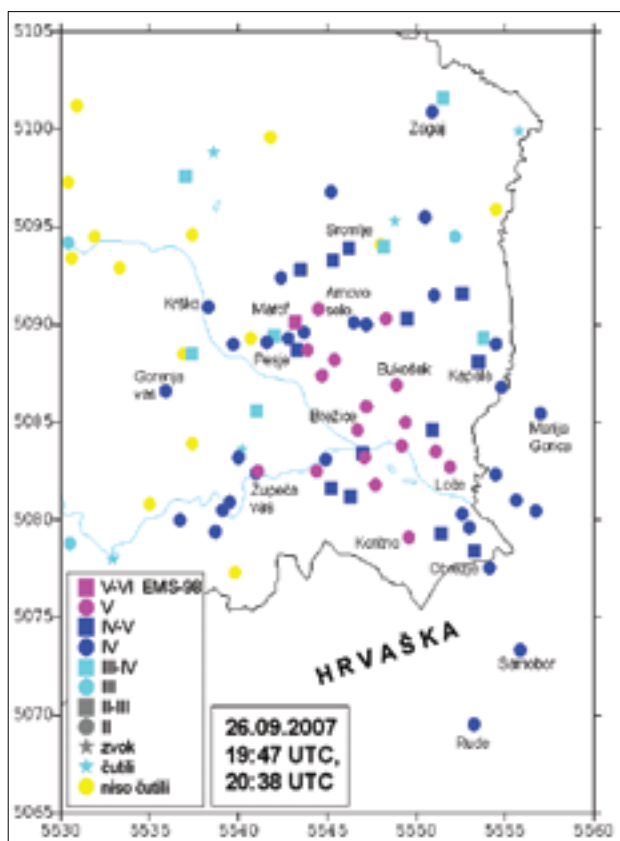 5105
5100
5095
5090
5085
5080
5075
5070
5065
5530
5535
5540
5545
5550
5555
5560
Zagaj
Sromlje
Krško
Marof
Arnovo
selo
Pesje
Bukošek
Kapela
Gorenja
vas
Brežice
Marija
Gorica
Župeča
vas
Loče
Koritno
Obrežje
HRVAŠKA
Samobor
Rude
V-VI EMS-98
V
IV-V
IV
III-IV
III
II-III
II
zvok
čutili
niso čutili
26.09.2007
19:47 UTC,
20:38 UTC